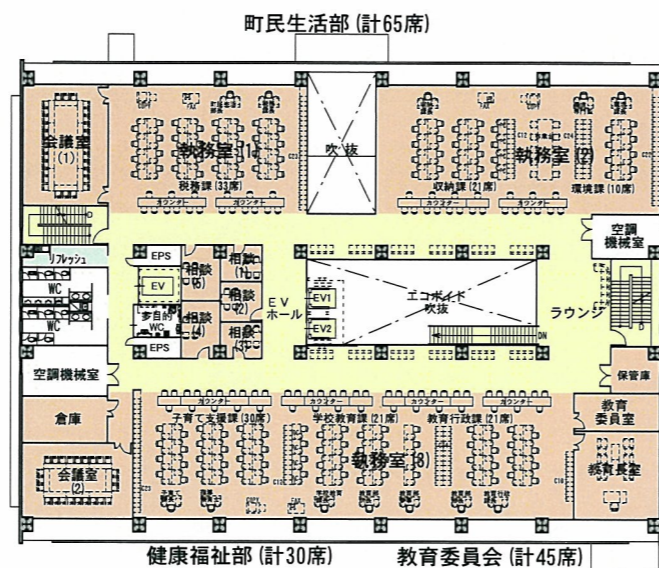 町民生活部 (計65席)
会議室
(1)
執務室 (1)
税務課 (33席)
カウンター
カウンター
吹 抜
執務室 (2)
収納課 (21席)
環境課 (10席)
カウンター
カウンター
空調
機械室
リフレッシュ
WC
WC
EPS
EV
多目的
WC
EPS
相談
(5)
相談
(4)
相談
(1)
相談
(2)
相談
(3)
EV
ホール
EV1
EV2
エコボイド
吹抜
DN
ラウンジ
空調機械室
倉庫
会議室
(2)
カウンター
カウンター
カウンター
カウンター
子育て支援課 (30席)
学校教育課 (21席)
教育行政課 (21席)
執務室 (3)
保管庫
教育
委員室
教育長室
健康福祉部 (計30席)
教育委員会 (計45席)